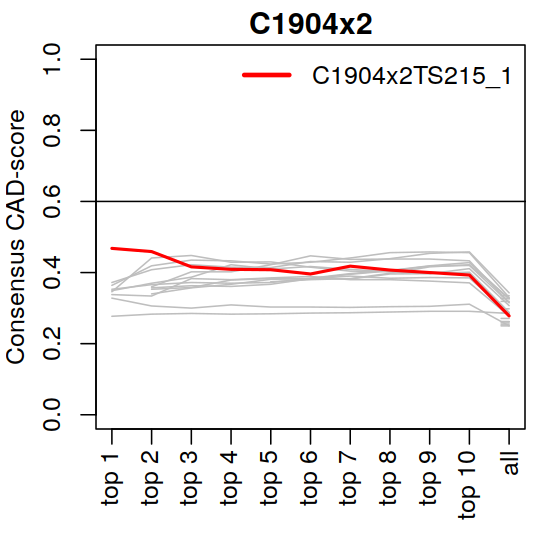 C1904x2
C1904x2TS215_1
Consensus CAD-score
1.0
0.8
0.6
0.4
0.2
0.0
top 1
top 2
top 3
top 4
top 5
top 6
top 7
top 8
top 9
top 10
all